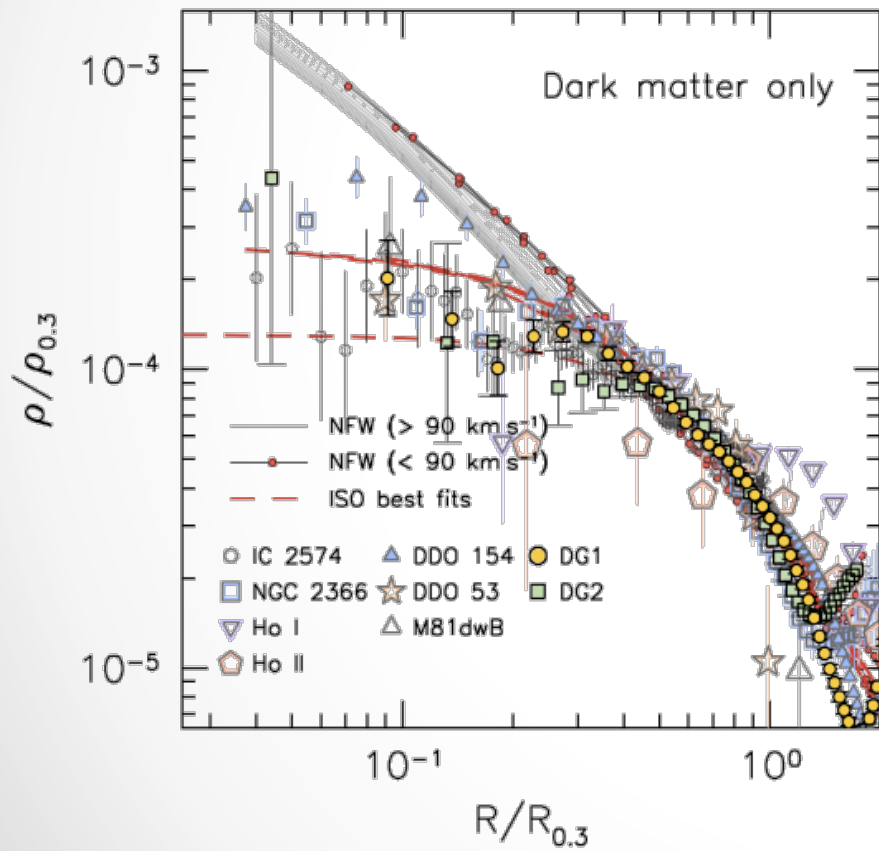 Dark matter only
10⁻³
10⁻⁴
10⁻⁵
ρ/ρ₀.₃
NFW (> 90 km s⁻¹)
NFW (< 90 km s⁻¹)
ISO best fits
IC 2574 DDO 154 DG1
NGC 2366 DDO 53 DG2
Ho I M81dwB
Ho II
10⁻¹ 10⁰
R/R₀.₃